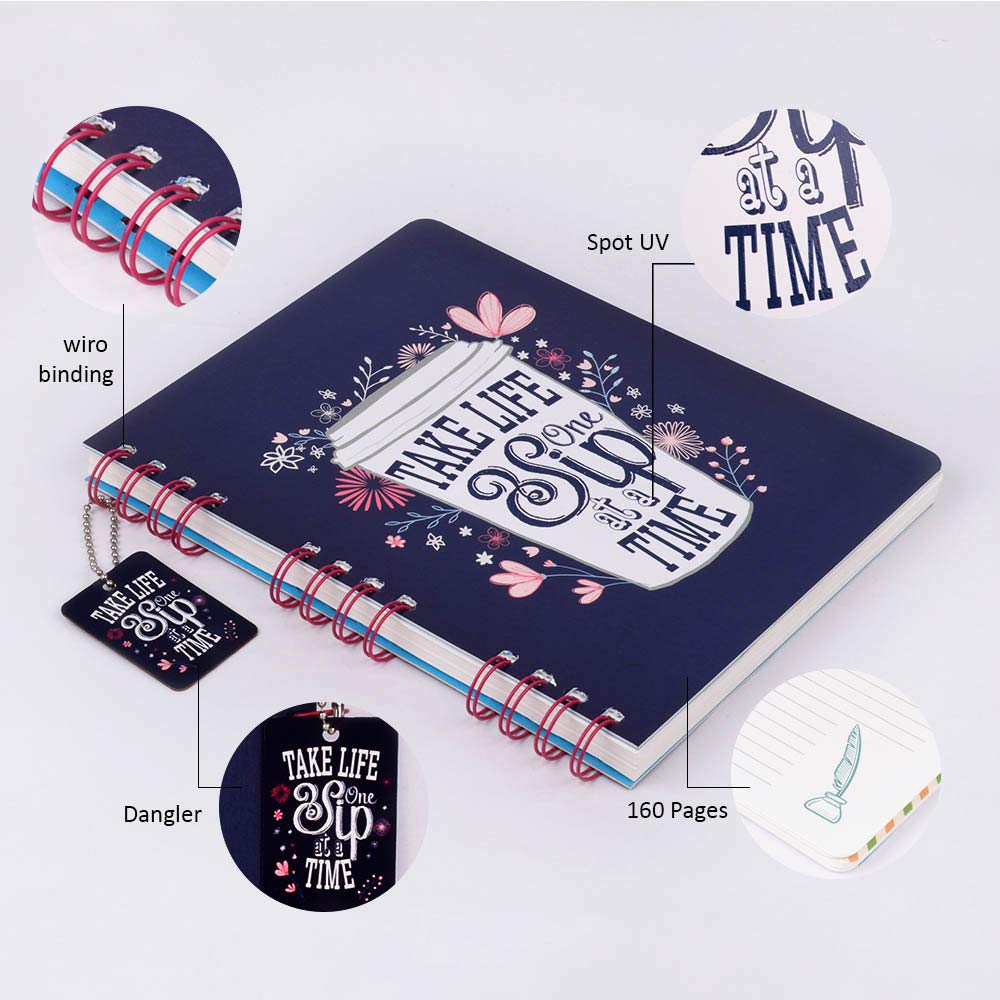 wiro
binding
Spot UV
Dangler
160 Pages
at a
TIME
TAKE LIFE
One
Sip
at a
TIME
TAKE LIFE
One
Sip
at a
TIME
TAKE LIFE
One
Sip
at a
TIME